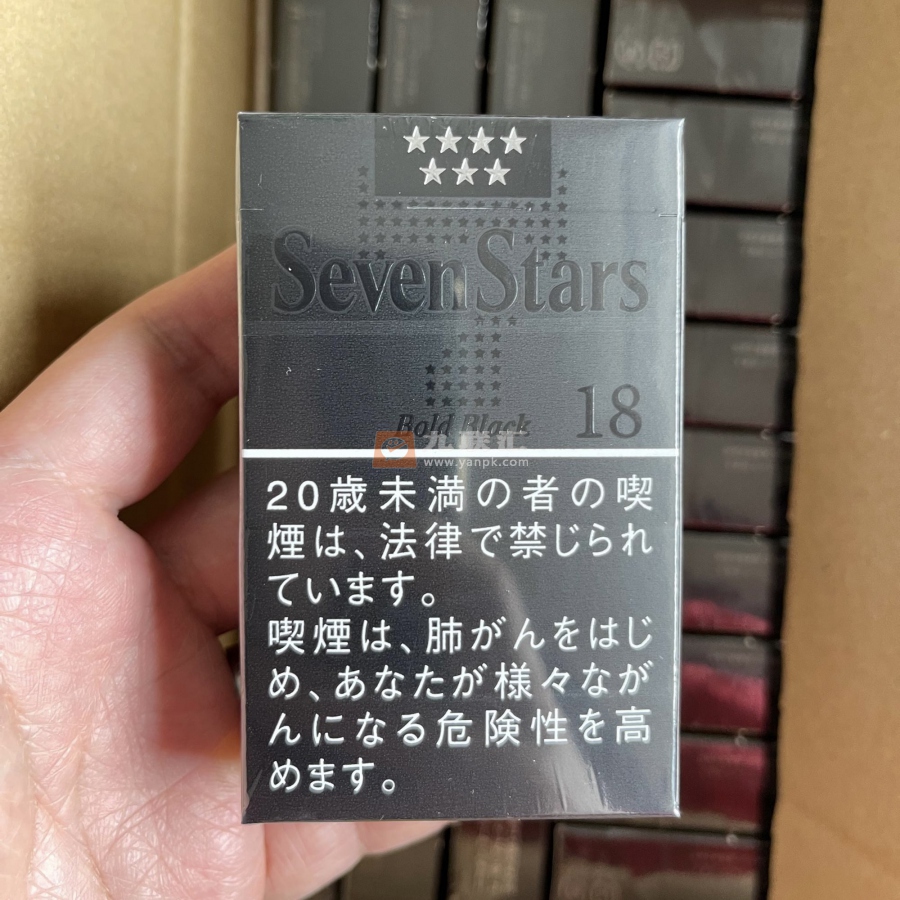 Seven Stars
Bold Black
18
www.yanpk.com
20歳未満の者の喫
煙は、法律で禁じられ
ています。
喫煙は、肺がんをはじ
め、あなたが様々なが
んになる危険性を高
めます。